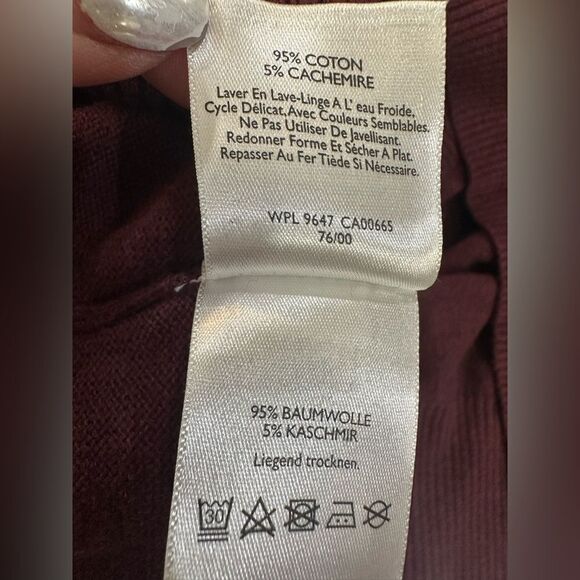 95% COTON
5% CACHEMIRE
Laver En Lave-Linge A L' eau Froide,
Cycle Délicat, Avec Couleurs Semblables.
Ne Pas Utiliser De Javellisant.
Redonner Forme Et Sécher A Plat.
Repasser Au Fer Tiède Si Nécessaire.
WPL 9647 CA00665
76/00
95% BAUMWOLLE
5% KASCHMIR
Liegend trocknen.
30